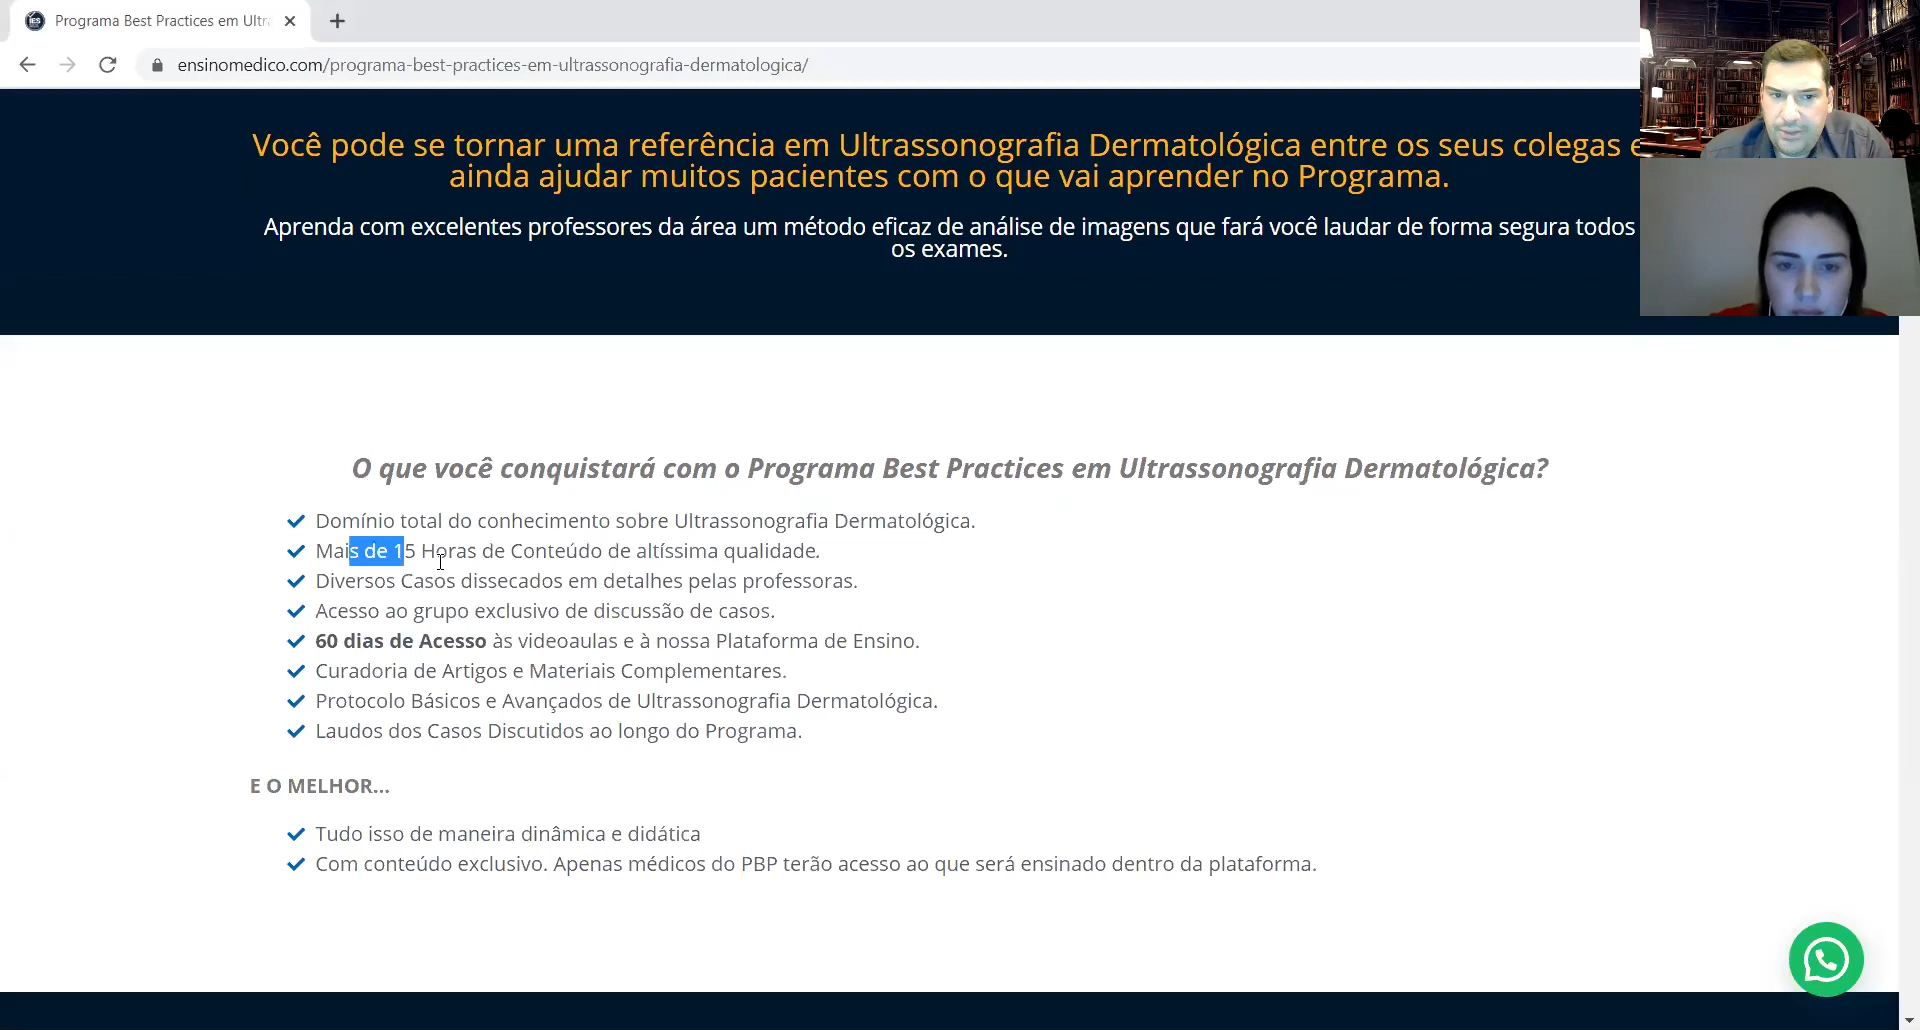 Programa Best Practices em Ultra
ensinomedico.com/programa-best-practices-em-ultrassonografia-dermatologica/
Você pode se tornar uma referência em Ultrassonografia Dermatológica entre os seus colegas e
ainda ajudar muitos pacientes com o que vai aprender no Programa.
Aprenda com excelentes professores da área um método eficaz de análise de imagens que fará você laudar de forma segura todos
os exames.
O que você conquistará com o Programa Best Practices em Ultrassonografia Dermatológica?
Domínio total do conhecimento sobre Ultrassonografia Dermatológica.
Mais de 15 Horas de Conteúdo de altíssima qualidade.
Diversos Casos dissecados em detalhes pelas professoras.
Acesso ao grupo exclusivo de discussão de casos.
60 dias de Acesso às videoaulas e à nossa Plataforma de Ensino.
Curadoria de Artigos e Materiais Complementares.
Protocolo Básicos e Avançados de Ultrassonografia Dermatológica.
Laudos dos Casos Discutidos ao longo do Programa.
E O MELHOR...
Tudo isso de maneira dinâmica e didática
Com conteúdo exclusivo. Apenas médicos do PBP terão acesso ao que será ensinado dentro da plataforma.